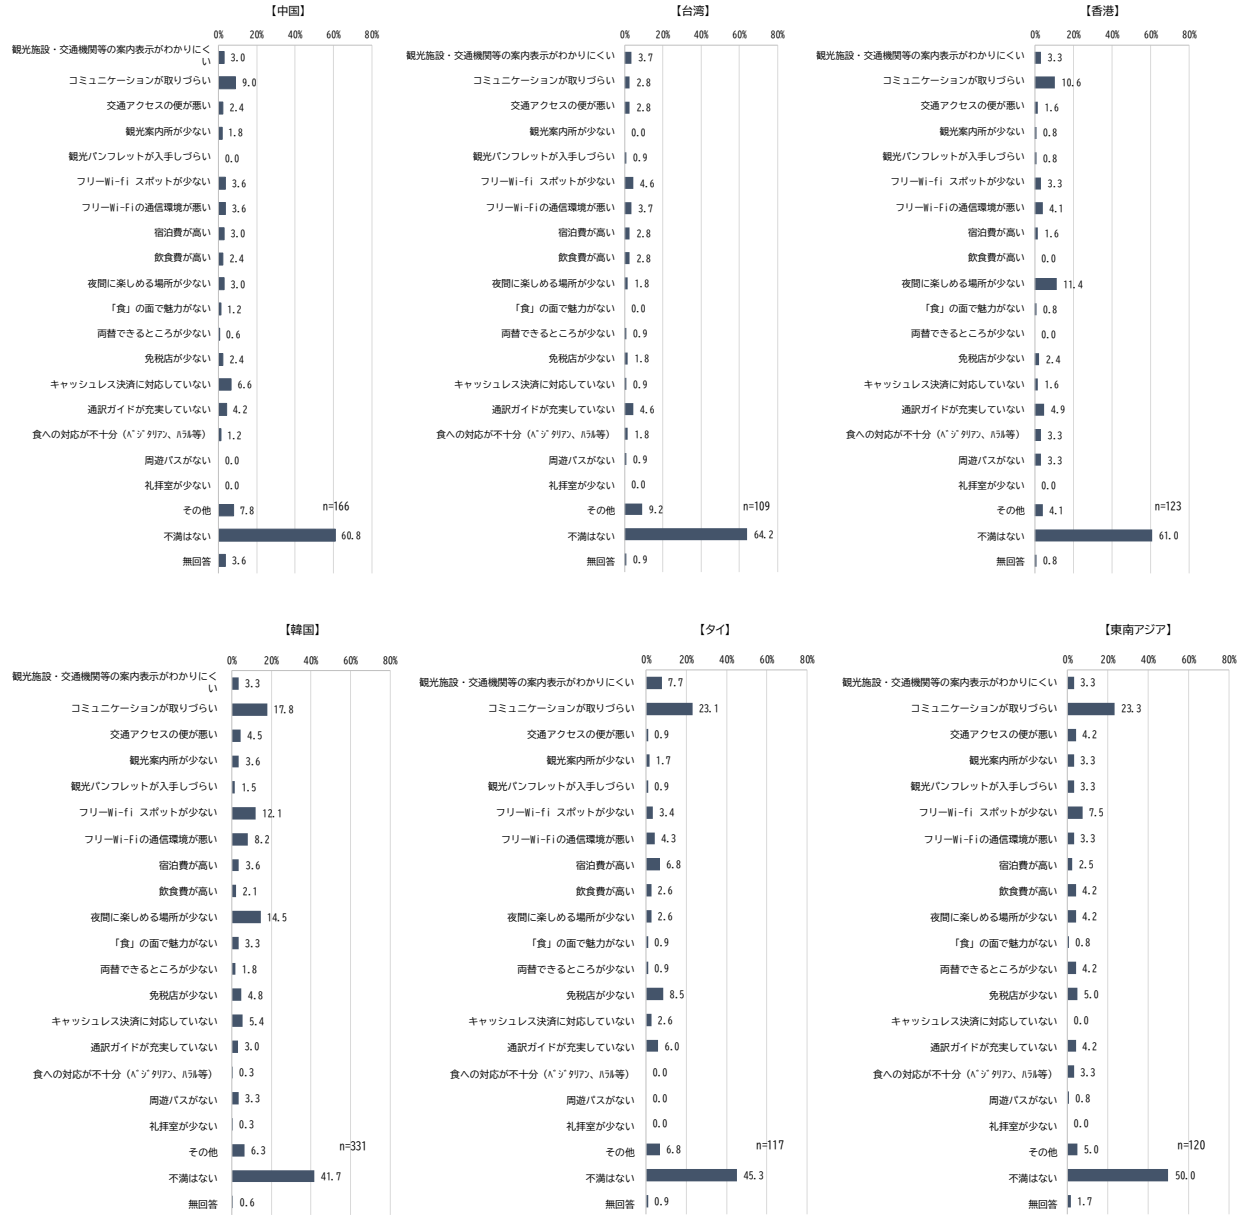 【中国】
0% 20% 40% 60% 80%
観光施設・交通機関等の案内表示がわかりにく
い 3.0
コミュニケーションが取りづらい 9.0
交通アクセスの便が悪い 2.4
観光案内所が少ない 1.8
観光パンフレットが入手しづらい 0.0
フリーWi-fi スポットが少ない 3.6
フリーWi-Fiの通信環境が悪い 3.6
宿泊費が高い 3.0
飲食費が高い 2.4
夜間に楽しめる場所が少ない 3.0
「食」の面で魅力がない 1.2
両替できるところが少ない 0.6
免税店が少ない 2.4
キャッシュレス決済に対応していない 6.6
通訳ガイドが充実していない 4.2
食への対応が不十分（ﾍﾞｼﾞﾀﾘｱﾝ、ﾊﾗﾙ等） 1.2
周遊パスがない 0.0
礼拝室が少ない 0.0
その他 7.8
n=166
不満はない 60.8
無回答 3.6
【台湾】
0% 20% 40% 60% 80%
観光施設・交通機関等の案内表示がわかりにくい 3.7
コミュニケーションが取りづらい 2.8
交通アクセスの便が悪い 2.8
観光案内所が少ない 0.0
観光パンフレットが入手しづらい 0.9
フリーWi-fi スポットが少ない 4.6
フリーWi-Fiの通信環境が悪い 3.7
宿泊費が高い 2.8
飲食費が高い 2.8
夜間に楽しめる場所が少ない 1.8
「食」の面で魅力がない 0.0
両替できるところが少ない 0.9
免税店が少ない 1.8
キャッシュレス決済に対応していない 0.9
通訳ガイドが充実していない 4.6
食への対応が不十分（ﾍﾞｼﾞﾀﾘｱﾝ、ﾊﾗﾙ等） 1.8
周遊パスがない 0.9
礼拝室が少ない 0.0
その他 9.2
n=109
不満はない 64.2
無回答 0.9
【香港】
0% 20% 40% 60% 80%
観光施設・交通機関等の案内表示がわかりにくい 3.3
コミュニケーションが取りづらい 10.6
交通アクセスの便が悪い 1.6
観光案内所が少ない 0.8
観光パンフレットが入手しづらい 0.8
フリーWi-fi スポットが少ない 3.3
フリーWi-Fiの通信環境が悪い 4.1
宿泊費が高い 1.6
飲食費が高い 0.0
夜間に楽しめる場所が少ない 11.4
「食」の面で魅力がない 0.8
両替できるところが少ない 0.0
免税店が少ない 2.4
キャッシュレス決済に対応していない 1.6
通訳ガイドが充実していない 4.9
食への対応が不十分（ﾍﾞｼﾞﾀﾘｱﾝ、ﾊﾗﾙ等） 3.3
周遊パスがない 3.3
礼拝室が少ない 0.0
その他 4.1
n=123
不満はない 61.0
無回答 0.8
【韓国】
0% 20% 40% 60% 80%
観光施設・交通機関等の案内表示がわかりにく
い 3.3
コミュニケーションが取りづらい 17.8
交通アクセスの便が悪い 4.5
観光案内所が少ない 3.6
観光パンフレットが入手しづらい 1.5
フリーWi-fi スポットが少ない 12.1
フリーWi-Fiの通信環境が悪い 8.2
宿泊費が高い 3.6
飲食費が高い 2.1
夜間に楽しめる場所が少ない 14.5
「食」の面で魅力がない 3.3
両替できるところが少ない 1.8
免税店が少ない 4.8
キャッシュレス決済に対応していない 5.4
通訳ガイドが充実していない 3.0
食への対応が不十分（ﾍﾞｼﾞﾀﾘｱﾝ、ﾊﾗﾙ等） 0.3
周遊パスがない 3.3
礼拝室が少ない 0.3
その他 6.3
n=331
不満はない 41.7
無回答 0.6
【タイ】
0% 20% 40% 60% 80%
観光施設・交通機関等の案内表示がわかりにくい 7.7
コミュニケーションが取りづらい 23.1
交通アクセスの便が悪い 0.9
観光案内所が少ない 1.7
観光パンフレットが入手しづらい 0.9
フリーWi-fi スポットが少ない 3.4
フリーWi-Fiの通信環境が悪い 4.3
宿泊費が高い 6.8
飲食費が高い 2.6
夜間に楽しめる場所が少ない 2.6
「食」の面で魅力がない 0.9
両替できるところが少ない 0.9
免税店が少ない 8.5
キャッシュレス決済に対応していない 2.6
通訳ガイドが充実していない 6.0
食への対応が不十分（ﾍﾞｼﾞﾀﾘｱﾝ、ﾊﾗﾙ等） 0.0
周遊パスがない 0.0
礼拝室が少ない 0.0
その他 6.8
n=117
不満はない 45.3
無回答 0.9
【東南アジア】
0% 20% 40% 60% 80%
観光施設・交通機関等の案内表示がわかりにくい 3.3
コミュニケーションが取りづらい 23.3
交通アクセスの便が悪い 4.2
観光案内所が少ない 3.3
観光パンフレットが入手しづらい 3.3
フリーWi-fi スポットが少ない 7.5
フリーWi-Fiの通信環境が悪い 3.3
宿泊費が高い 2.5
飲食費が高い 4.2
夜間に楽しめる場所が少ない 4.2
「食」の面で魅力がない 0.8
両替できるところが少ない 4.2
免税店が少ない 5.0
キャッシュレス決済に対応していない 0.0
通訳ガイドが充実していない 4.2
食への対応が不十分（ﾍﾞｼﾞﾀﾘｱﾝ、ﾊﾗﾙ等） 3.3
周遊パスがない 0.8
礼拝室が少ない 0.0
その他 5.0
n=120
不満はない 50.0
無回答 1.7